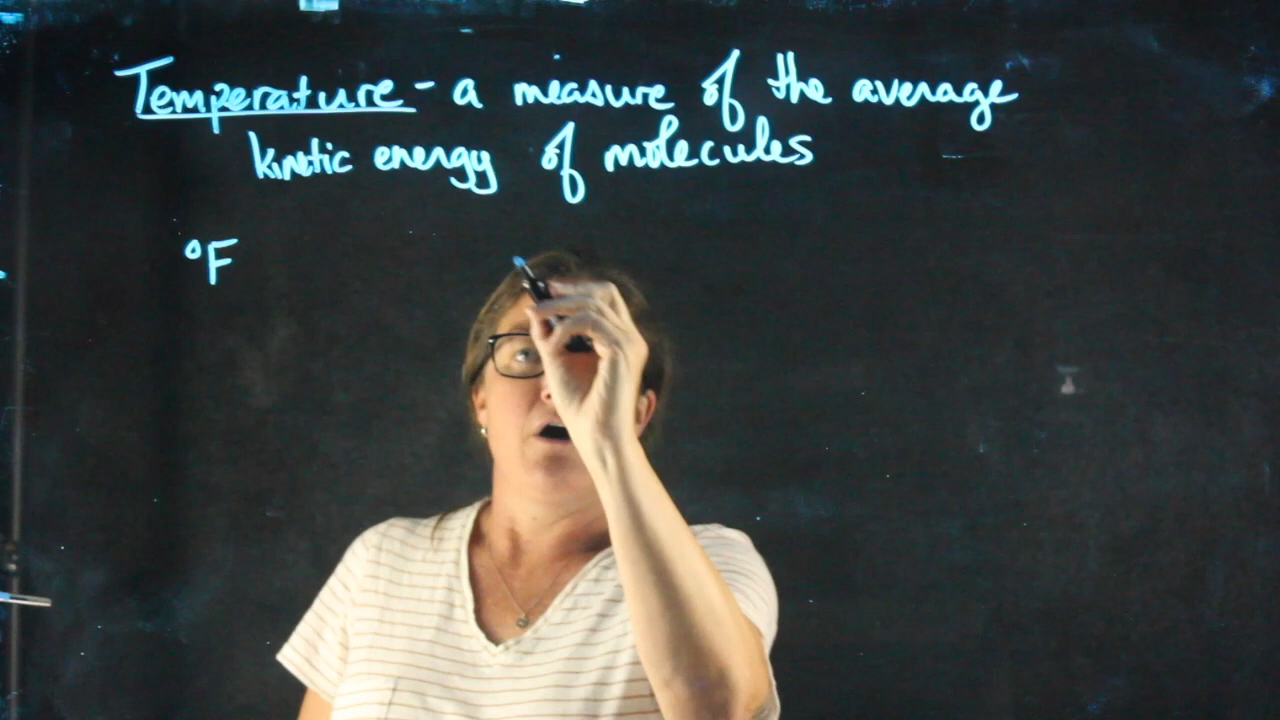 Temperature - a measure of the average
kinetic energy of molecules
°F